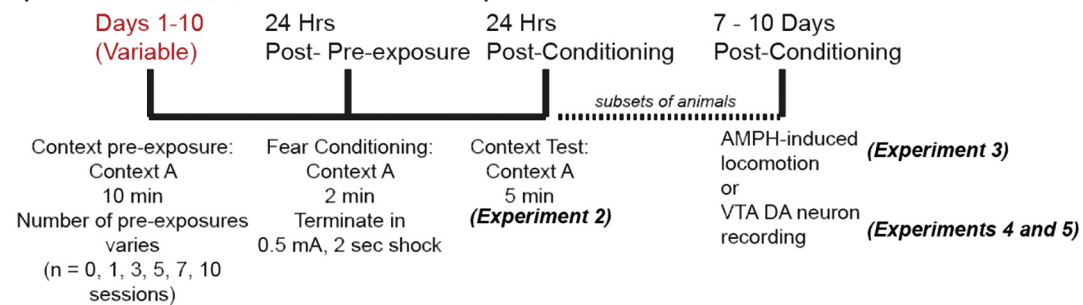 Days 1-10
(Variable)
24 Hrs
Post- Pre-exposure
24 Hrs
Post-Conditioning
7 - 10 Days
Post-Conditioning
subsets of animals
Context pre-exposure:
Context A
10 min
Number of pre-exposures
varies
(n = 0, 1, 3, 5, 7, 10
sessions)
Fear Conditioning:
Context A
2 min
Terminate in
0.5 mA, 2 sec shock
Context Test:
Context A
5 min
(Experiment 2)
AMPH-induced
locomotion
(Experiment 3)
or
VTA DA neuron
recording
(Experiments 4 and 5)